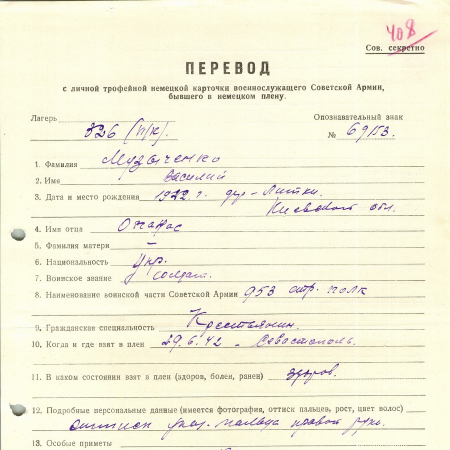 408
Сов. секретно
ПЕРЕВОД
с личной трофейной немецкой карточки военнослужащего Советской Армии,
бывшего в немецком плену.
Лагерь 326 (VI/к).
Опознавательный знак
№ 69153.
1. Фамилия Музыченко
2. Имя Василий
3. Дата и место рождения 1922 г. дер. Литки
Киевской обл.
4. Имя отца Опанас
5. Фамилия матери –
6. Национальность Укр.
7. Воинское звание солдат.
8. Наименование воинской части Советской Армии 953 стр. полк
9. Гражданская специальность Крестьянин.
10. Когда и где взят в плен 29.6.42 – Севастополь.
11. В каком состоянии взят в плен (здоров, болен, ранен) здоров.
12. Подробные персональные данные (имеется фотография, оттиск пальцев, рост, цвет волос)
оттиск указ. пальца правой руки.
13. Особые приметы